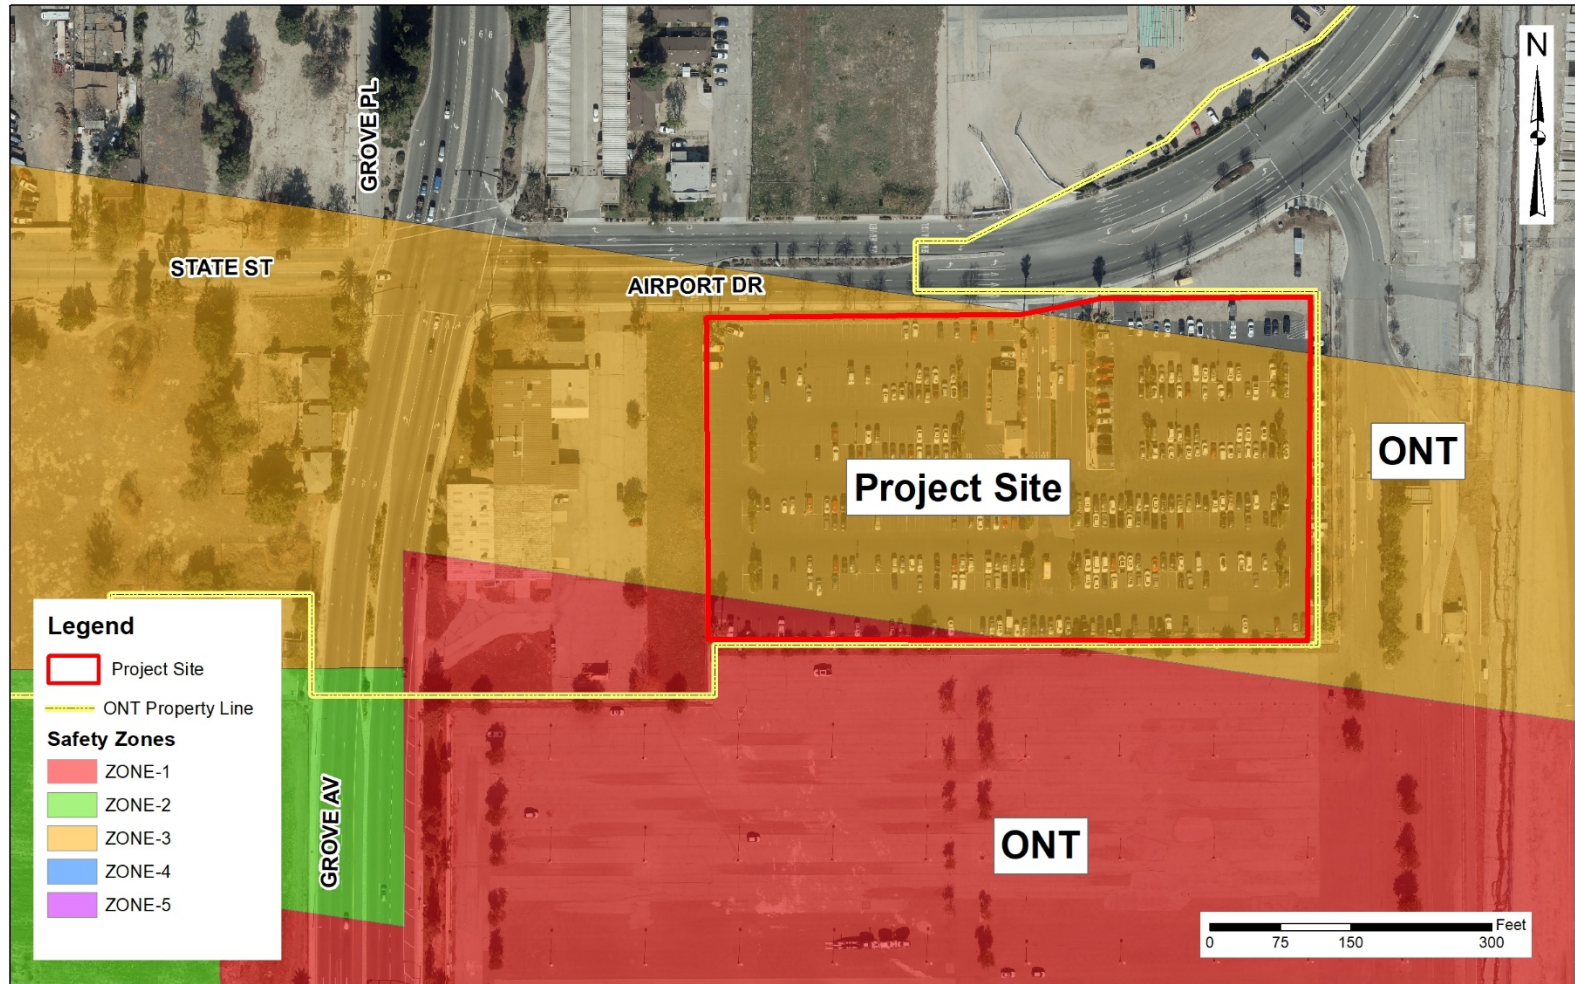 N
GROVE PL
STATE ST
AIRPORT DR
ONT
Project Site
Legend
Project Site
ONT Property Line
Safety Zones
ZONE-1
ZONE-2
ZONE-3
ZONE-4
ZONE-5
GROVE AV
ONT
Feet
0 75 150 300